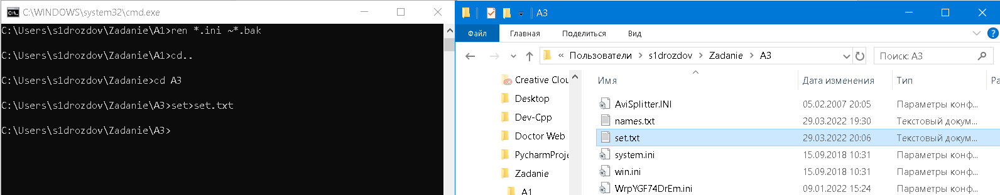 C:\WINDOWS\system32\cmd.exe
C:\Users\s1drozdov\Zadanie\A1>ren *.ini ~*.bak
C:\Users\s1drozdov\Zadanie\A1>cd..
C:\Users\s1drozdov\Zadanie>cd A3
C:\Users\s1drozdov\Zadanie\A3>set>set.txt
C:\Users\s1drozdov\Zadanie\A3>
A3
Файл Главная Поделиться Вид
« Пользователи > s1drozdov > Zadanie > A3
Поиск: A3
Creative Clou
Desktop
Dev-Cpp
Doctor Web
PycharmProje
Zadanie
A1
Имя Дата изменения Тип Ра
AviSplitter.INI 05.02.2007 20:05 Параметры конф...
names.txt 29.03.2022 19:30 Текстовый докум...
set.txt 29.03.2022 20:06 Текстовый докум...
system.ini 15.09.2018 10:31 Параметры конф...
win.ini 15.09.2018 10:31 Параметры конф...
WrpYGF74DrEm.ini 09.01.2022 15:24 Параметры конф...